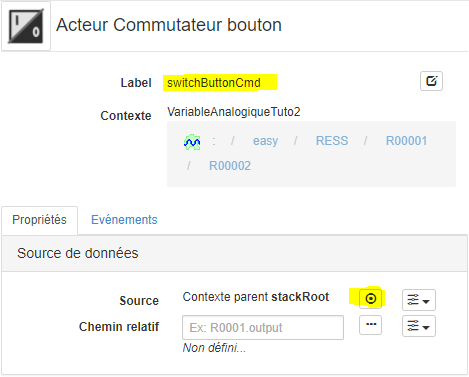 Acteur Commutateur bouton
Label switchButtonCmd
Contexte VariableAnalogiqueTuto2
: / easy / RESS / R00001
/ R00002
Propriétés Evènements
Source de données
Source Contexte parent stackRoot
Chemin relatif Ex: R0001.output
Non défini...